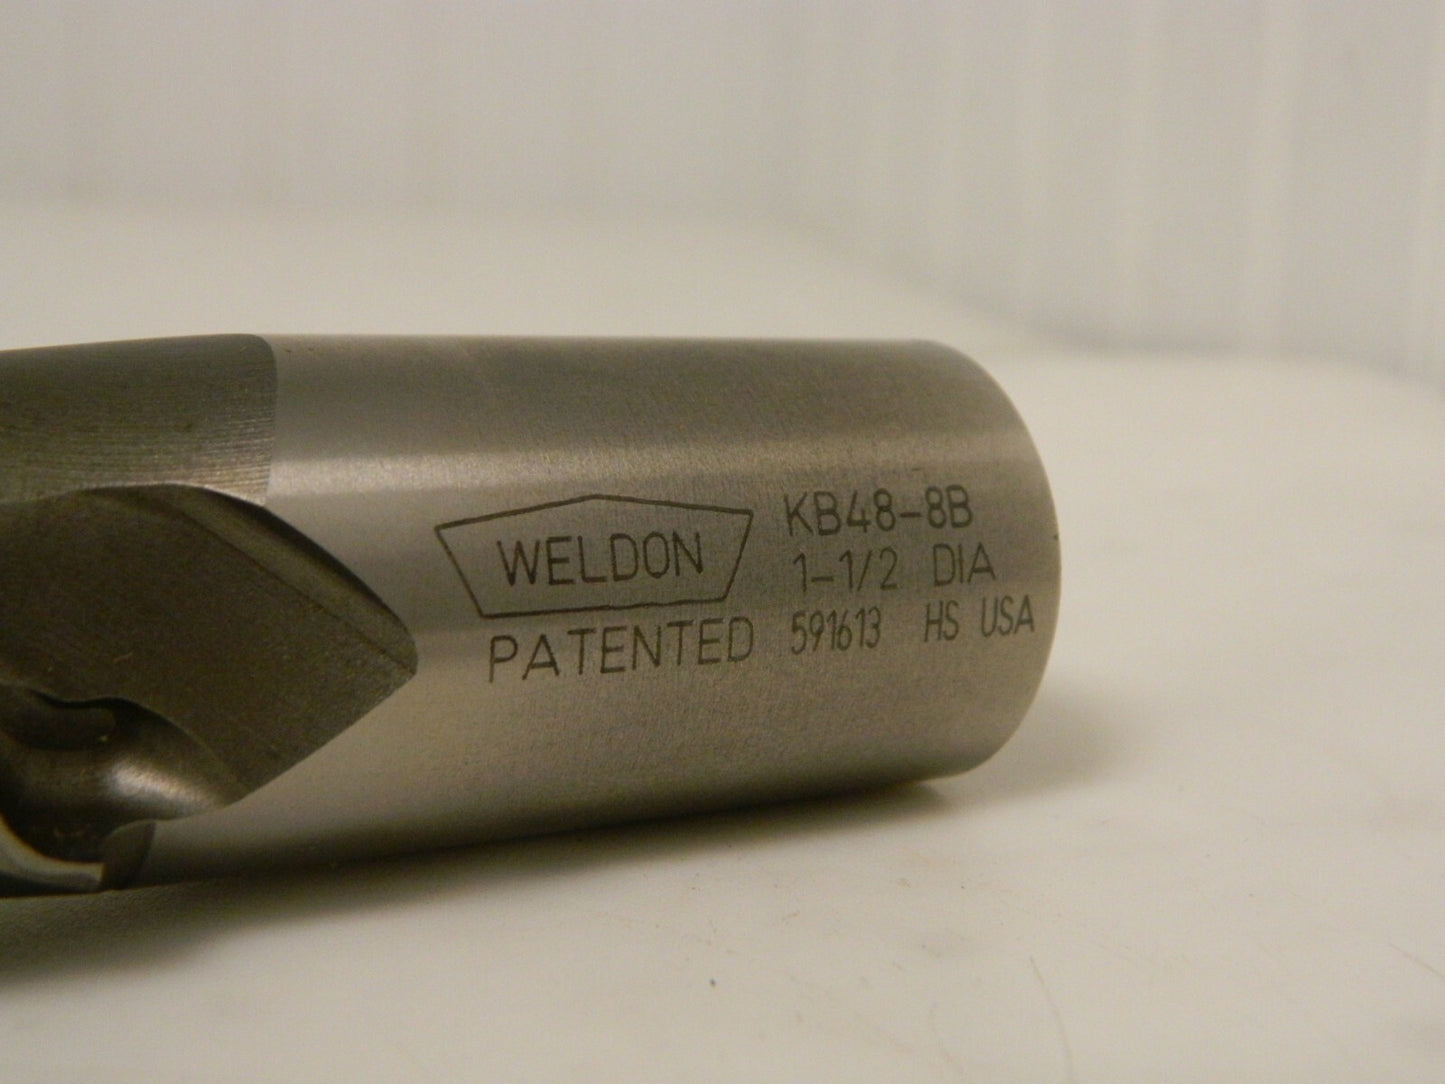 WELDON
PATENTED
KB48-8B
1-1/2 DIA
591613 HS USA